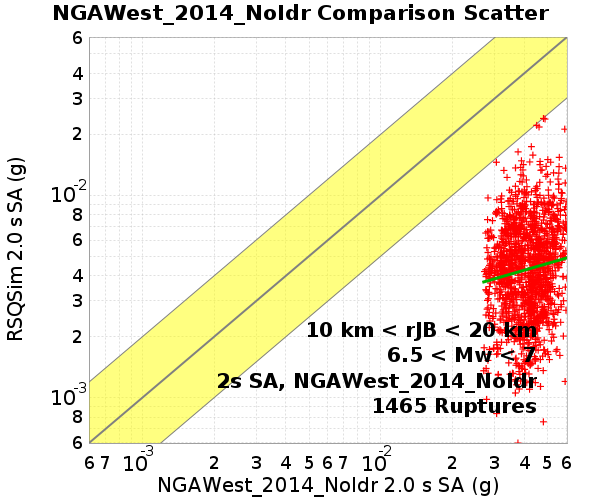 NGAWest_2014_NoIdr Comparison Scatter
RSQSim 2.0 s SA (g)
6
4
3
2
10⁻²
8
6
4
3
2
10⁻³
8
6
10 km < rJB < 20 km
6.5 < Mw < 7
2s SA, NGAWest_2014_NoIdr
1465 Ruptures
6 7 10⁻³ 2 3 4 5 6 7 10⁻² 2 3 4 5 6
NGAWest_2014_NoIdr 2.0 s SA (g)